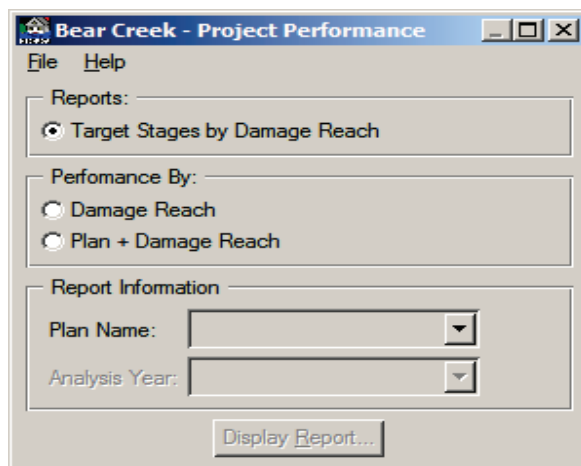 Bear Creek - Project Performance
File Help
Reports:
Target Stages by Damage Reach
Perfomance By:
Damage Reach
Plan + Damage Reach
Report Information
Plan Name:
Analysis Year:
Display Report...